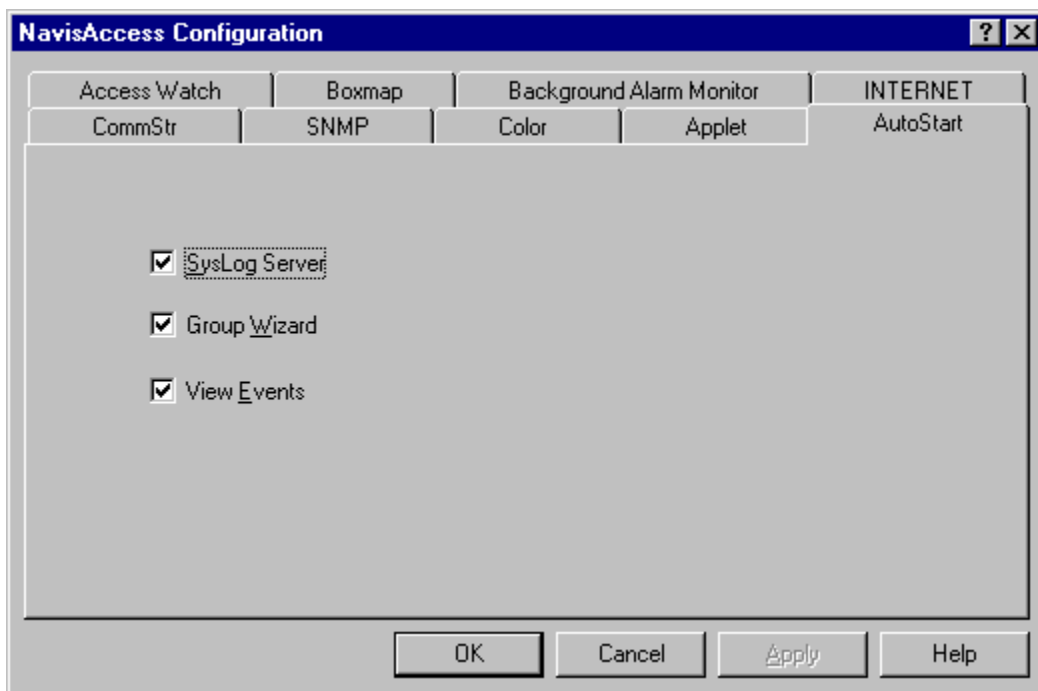 NavisAccess Configuration
Access Watch Boxmap Background Alarm Monitor INTERNET
CommStr SNMP Color Applet AutoStart
SysLog Server
Group Wizard
View Events
OK Cancel Apply Help